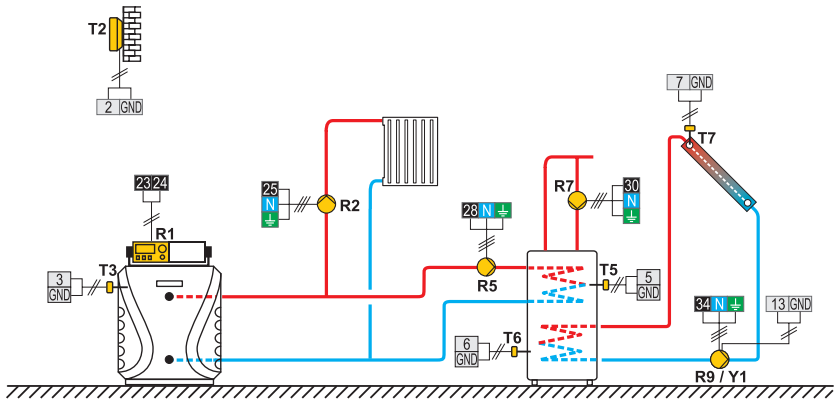 T2
2 GND
7 GND
T7
23 24
R1
25
N
R2
28 N
R5
R7
30
N
T3
3
GND
T5
5
GND
T6
6
GND
34 N
13 GND
R9 / Y1